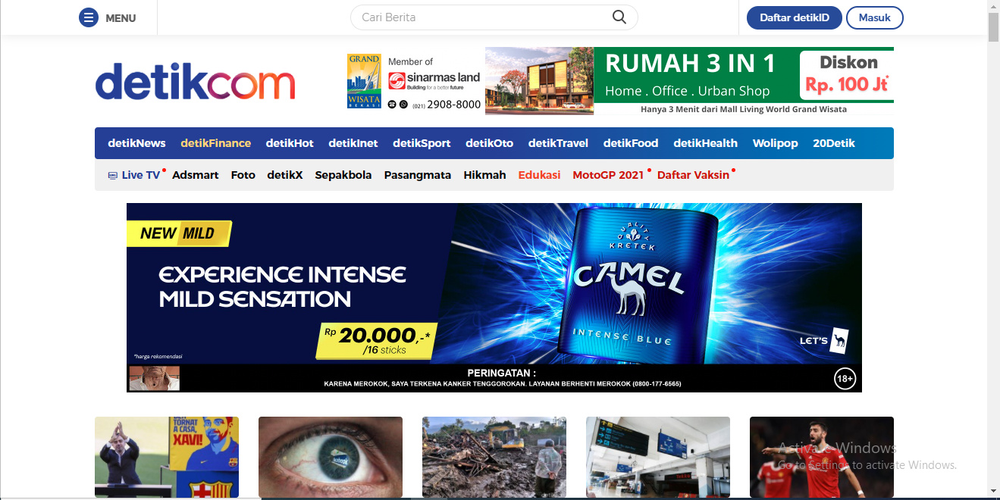 MENU
Cari Berita
Daftar detikID
Masuk
detikcom
GRAND
WISATA
BEKASI
Member of
sinarmas land
Building for a better future
(021) 2908-8000
RUMAH 3 IN 1
Home . Office . Urban Shop
Diskon
Rp. 100 Jt*
Hanya 3 Menit dari Mall Living World Grand Wisata
detikNews detikFinance detikHot detikInet detikSport detikOto detikTravel detikFood detikHealth Wolipop 20Detik
Live TV Adsmart Foto detikX Sepakbola Pasangmata Hikmah Edukasi MotoGP 2021 Daftar Vaksin
NEW MILD
EXPERIENCE INTENSE
MILD SENSATION
Rp 20.000,-*
/16 sticks
*harga rekomendasi
QUALITY
KRETEK
CAMEL
INTENSE BLUE
LET'S
PERINGATAN :
KARENA MEROKOK, SAYA TERKENA KANKER TENGGOROKAN. LAYANAN BERHENTI MEROKOK (0800-177-6565)
18+
TORNAT
A CASA,
XAVI!
facebook
Activate Windows
Go to Settings to activate Windows.